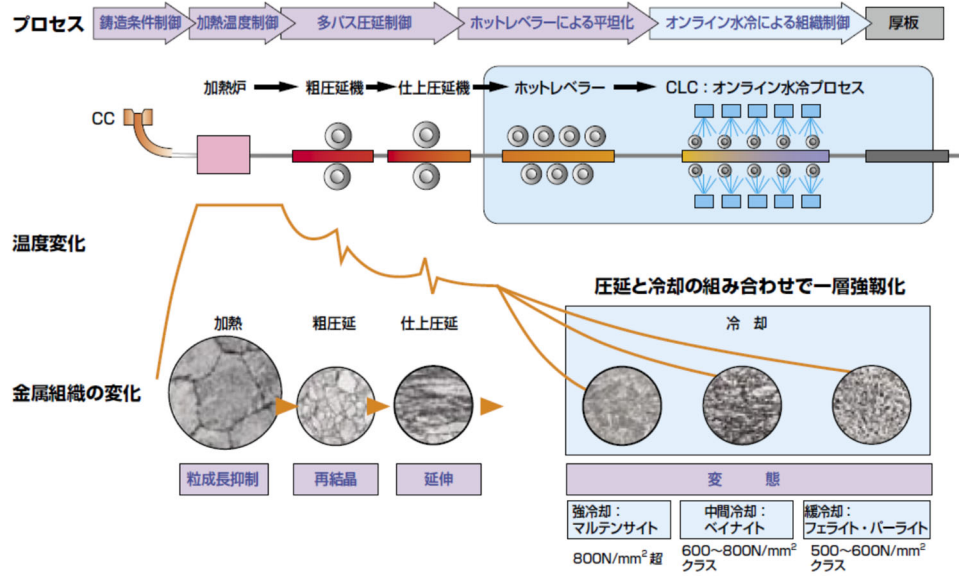 プロセス
鋳造条件制御
加熱温度制御
多パス圧延制御
ホットレベラーによる平坦化
オンライン水冷による組織制御
厚板
加熱炉
粗圧延機
仕上圧延機
ホットレベラー
CLC：オンライン水冷プロセス
CC
温度変化
圧延と冷却の組み合わせで一層強靱化
加熱
粗圧延
仕上圧延
冷 却
金属組織の変化
粒成長抑制
再結晶
延伸
変 態
強冷却：
マルテンサイト
中間冷却：
ベイナイト
緩冷却：
フェライト・パーライト
800N/mm² 超
600〜800N/mm²
クラス
500〜600N/mm²
クラス